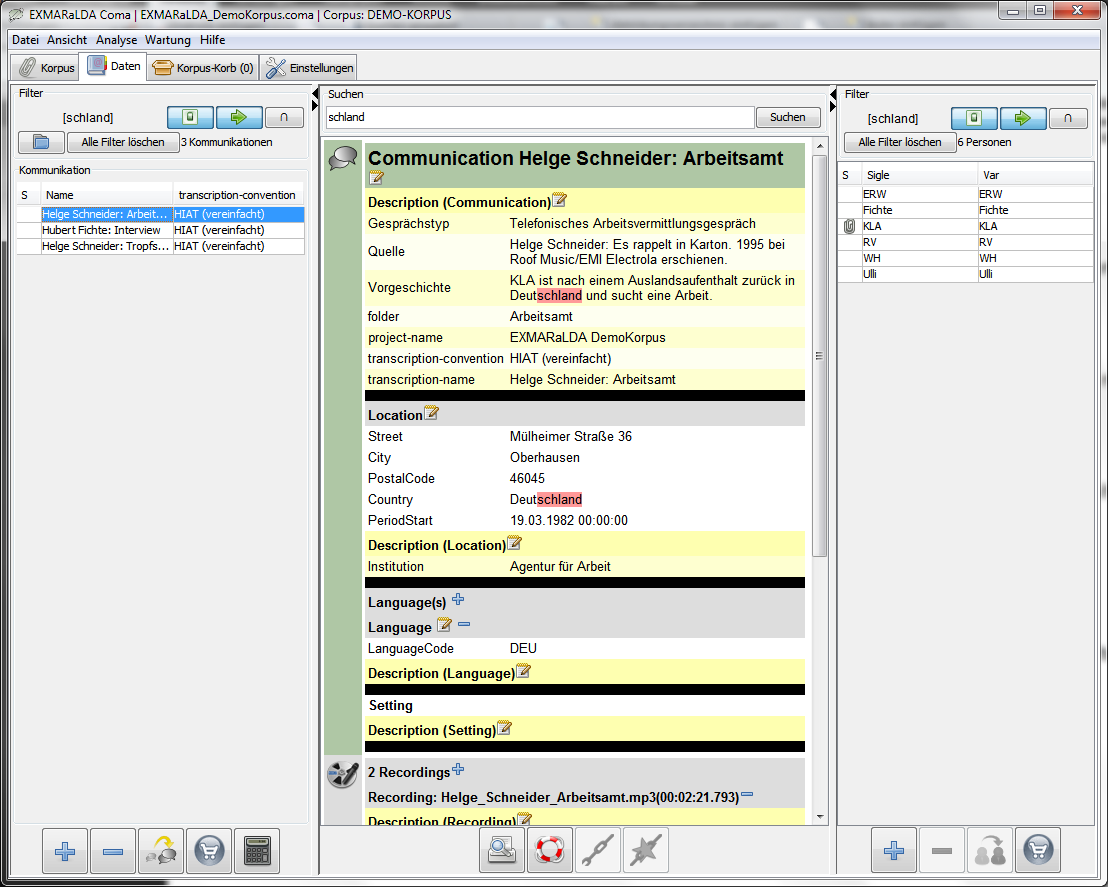 EXMARaLDA Coma | EXMARaLDA_DemoKorpus.coma | Corpus: DEMO-KORPUS
Datei Ansicht Analyse Wartung Hilfe
Korpus Daten Korpus-Korb (0) Einstellungen
Filter
[schland] ∩
Alle Filter löschen 3 Kommunikationen
Kommunikation
S Name transcription-convention
Helge Schneider: Arbeit... HIAT (vereinfacht)
Hubert Fichte: Interview HIAT (vereinfacht)
Helge Schneider: Tropfs... HIAT (vereinfacht)
Suchen
schland Suchen
Communication Helge Schneider: Arbeitsamt
Description (Communication)
Gesprächstyp Telefonisches Arbeitsvermittlungsgespräch
Quelle Helge Schneider: Es rappelt in Karton. 1995 bei
Roof Music/EMI Electrola erschienen.
Vorgeschichte KLA ist nach einem Auslandsaufenthalt zurück in
Deutschland und sucht eine Arbeit.
folder Arbeitsamt
project-name EXMARaLDA DemoKorpus
transcription-convention HIAT (vereinfacht)
transcription-name Helge Schneider: Arbeitsamt
Location
Street Mülheimer Straße 36
City Oberhausen
PostalCode 46045
Country Deutschland
PeriodStart 19.03.1982 00:00:00
Description (Location)
Institution Agentur für Arbeit
Language(s)
Language
LanguageCode DEU
Description (Language)
Setting
Description (Setting)
2 Recordings
Recording: Helge_Schneider_Arbeitsamt.mp3(00:02:21.793)
Description (Recording)
Filter
[schland] ∩
Alle Filter löschen 6 Personen
S Sigle Var
ERW ERW
Fichte Fichte
KLA KLA
RV RV
WH WH
Ulli Ulli